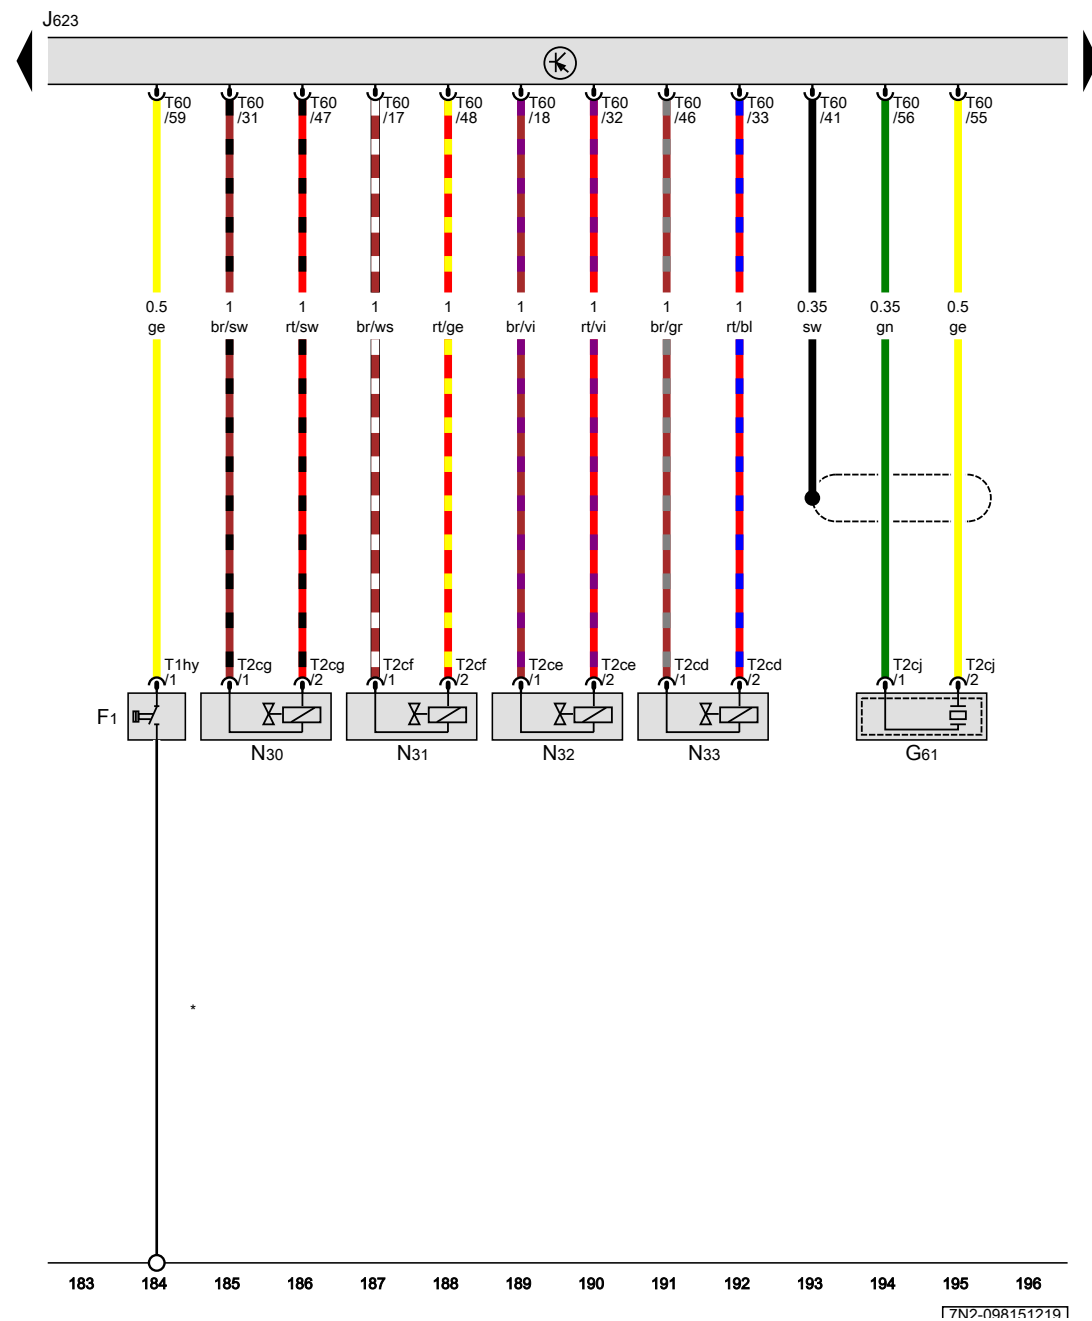 J623
T60 T60 T60 T60 T60 T60 T60 T60 T60 T60 T60 T60
/59 /31 /47 /17 /48 /18 /32 /46 /33 /41 /56 /55
0.5 1 1 1 1 1 1 1 1 0.35 0.35 0.5
ge br/sw rt/sw br/ws rt/ge br/vi rt/vi br/gr rt/bl sw gn ge
T1hy T2cg T2cg T2cf T2cf T2ce T2ce T2cd T2cd T2cj T2cj
/1 /1 /2 /1 /2 /1 /2 /1 /2 /1 /2
F1
N30 N31 N32 N33 G61
*
183 184 185 186 187 188 189 190 191 192 193 194 195 196
7N2-098151219